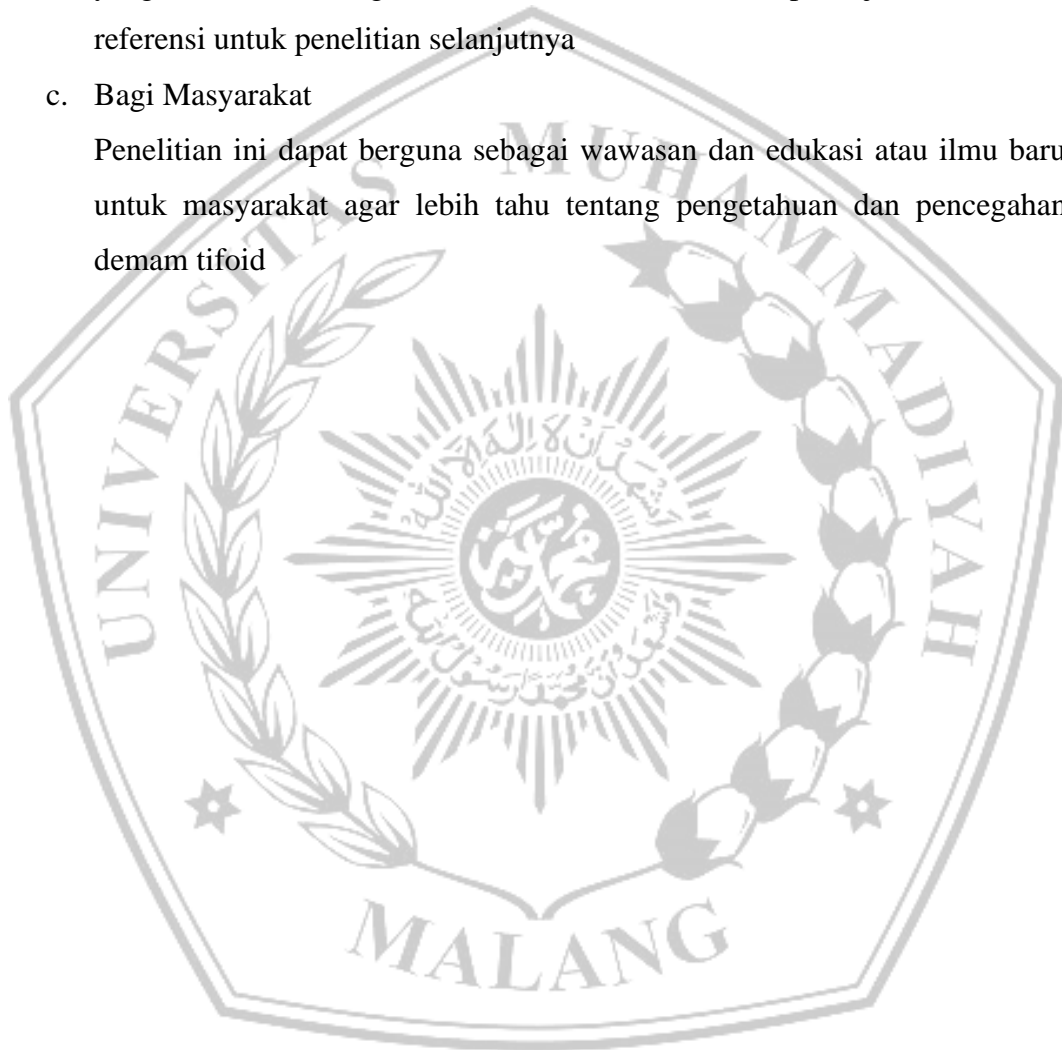 referensi untuk penelitian selanjutnya
c. Bagi Masyarakat
Penelitian ini dapat berguna sebagai wawasan dan edukasi atau ilmu baru
untuk masyarakat agar lebih tahu tentang pengetahuan dan pencegahan
demam tifoid
UNIVERSITAS MUHAMMADIYAH
MALANG